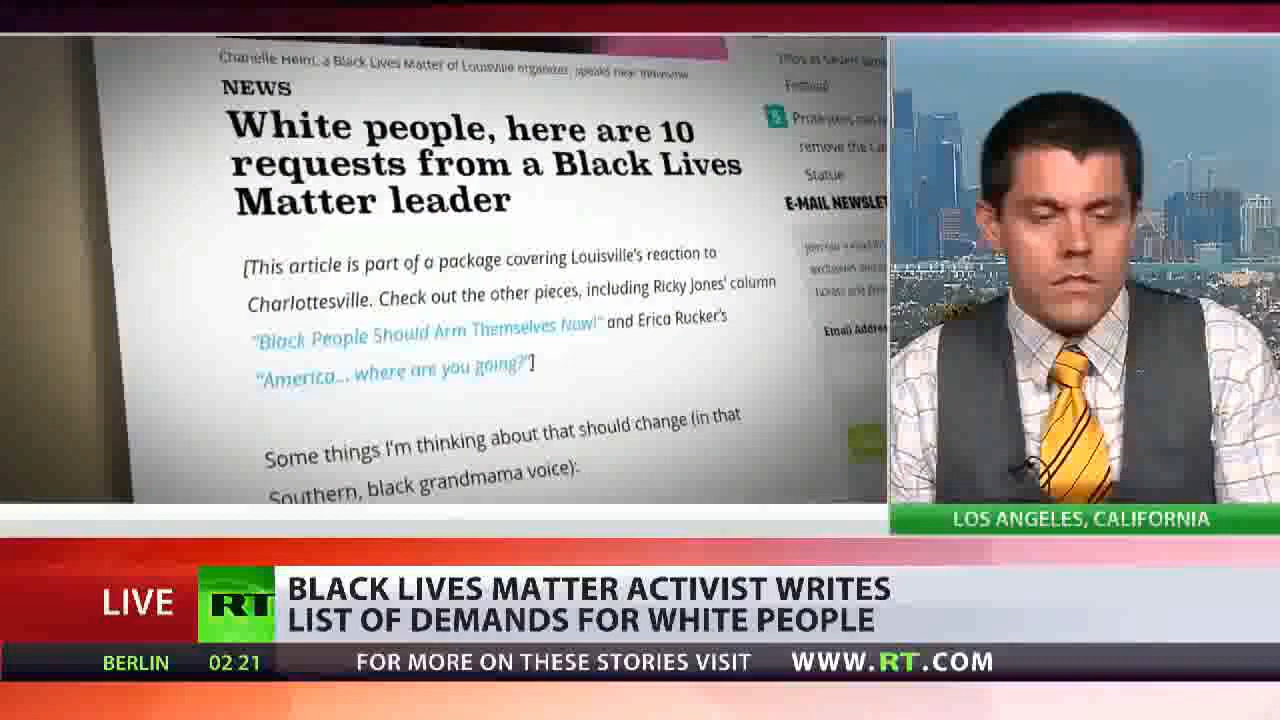 Chanelle Helm, a Black Lives Matter of Louisville organizer, speaks
NEWS
White people, here are 10
requests from a Black Lives
Matter leader
[This article is part of a package covering Louisville's reaction to
Charlottesville. Check out the other pieces, including Ricky Jones' column
"Black People Should Arm Themselves Now!" and Erica Rucker's
"America... where are you going?"]
Some things I'm thinking about that should change (in that
Southern, black grandmama voice):
Festival
remove the
Statue
E-MAIL NEWSLET
Email Addres
LOS ANGELES, CALIFORNIA
LIVE
RT
BLACK LIVES MATTER ACTIVIST WRITES
LIST OF DEMANDS FOR WHITE PEOPLE
BERLIN 02:21 FOR MORE ON THESE STORIES VISIT WWW.RT.COM